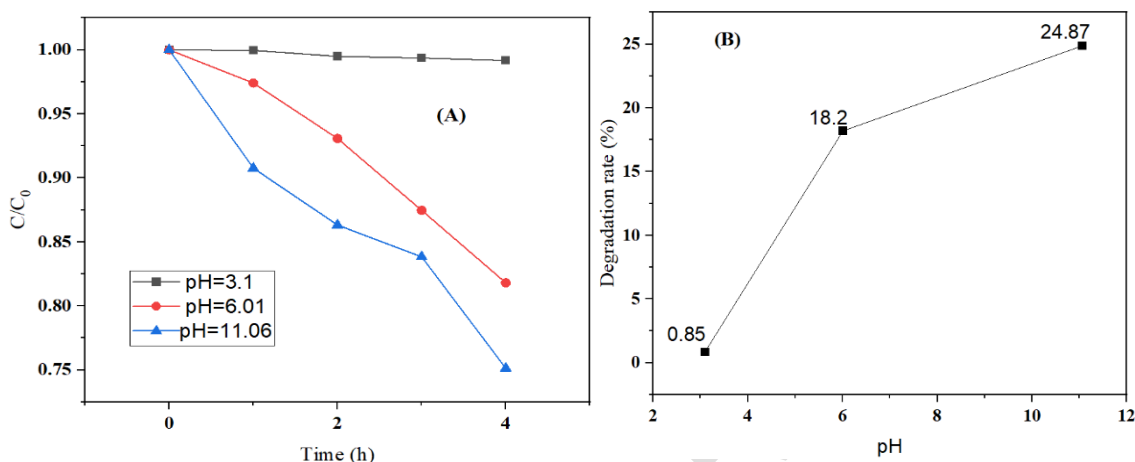 (A)
1.00
0.95
0.90
0.85
0.80
0.75
C/C0
pH=3.1
pH=6.01
pH=11.06
0
2
4
Time (h)
(B)
25
20
15
10
5
0
Degradation rate (%)
24.87
18.2
0.85
2
4
6
8
10
12
pH